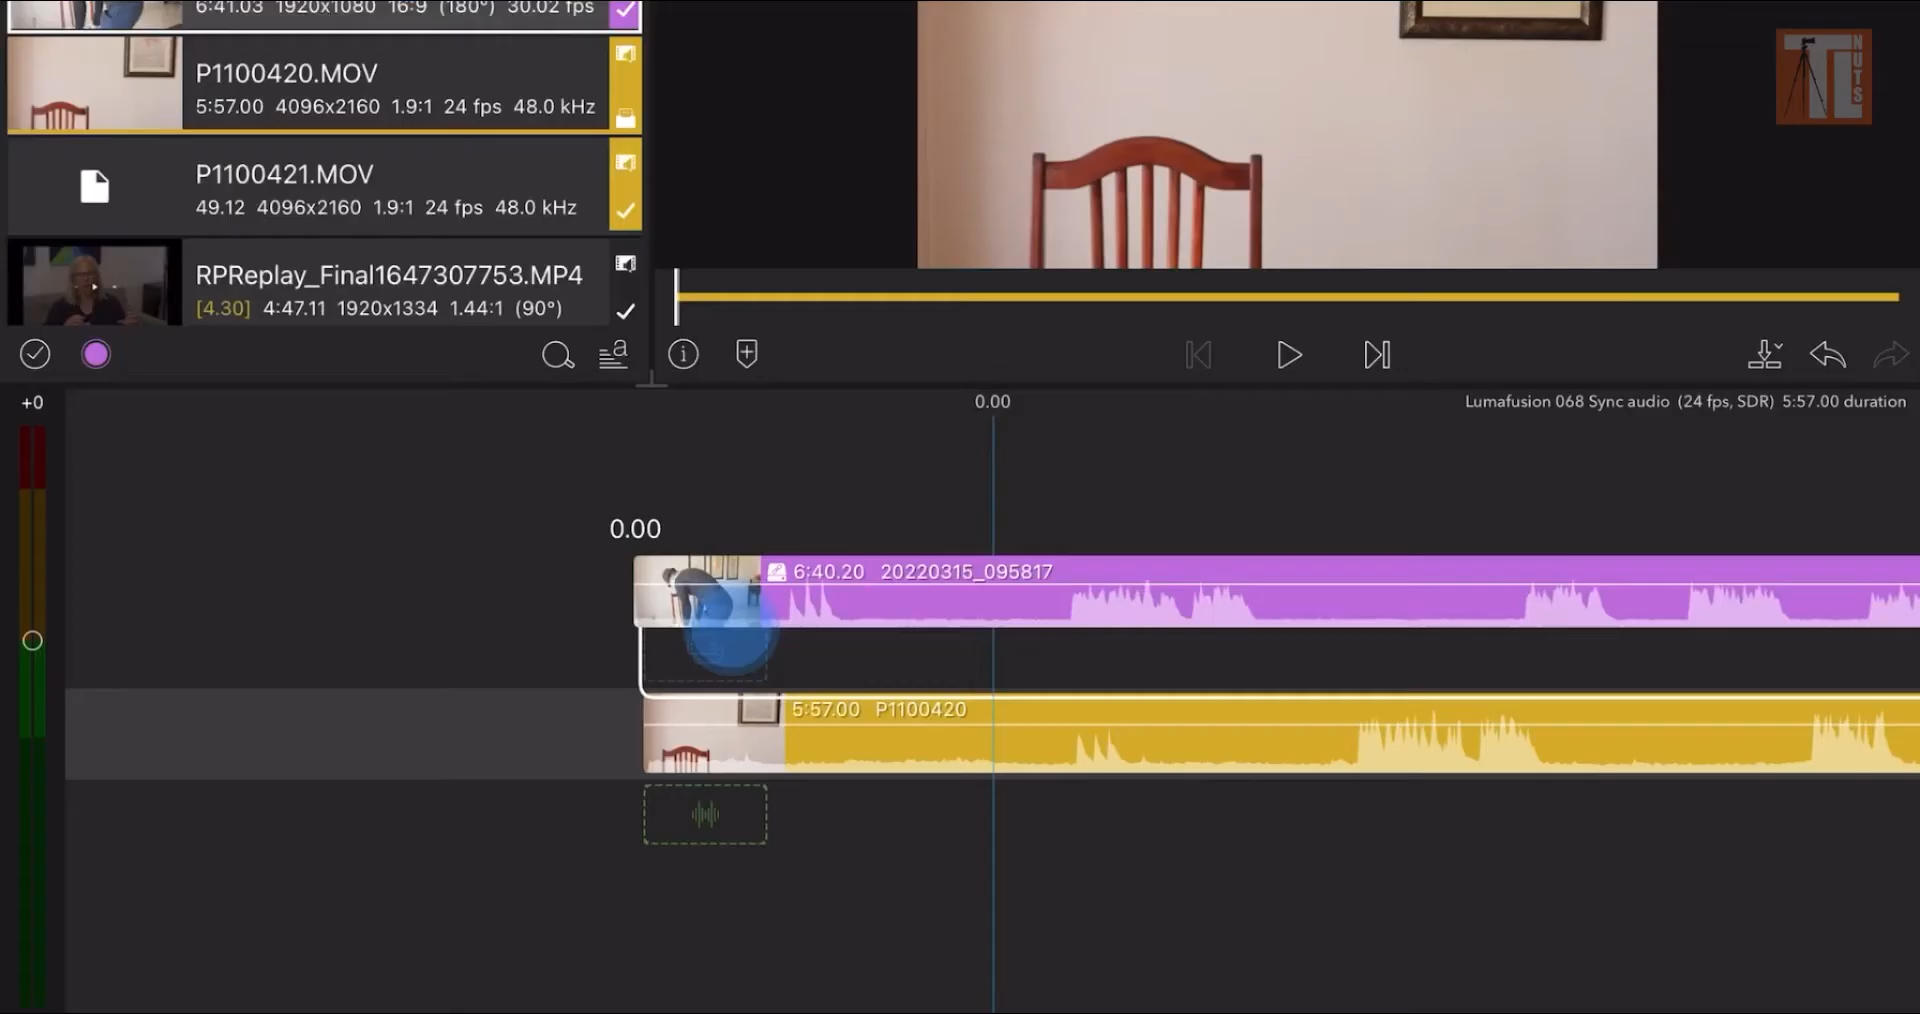 6:41.03 1920x1080 16:9 (180°) 30.02 fps
P1100420.MOV
5:57.00 4096x2160 1.9:1 24 fps 48.0 kHz
P1100421.MOV
49.12 4096x2160 1.9:1 24 fps 48.0 kHz
RPReplay_Final1647307753.MP4
[4.30] 4:47.11 1920x1334 1.44:1 (90°)
TL
NUTS
a
+0
0.00
Lumafusion 068 Sync audio (24 fps, SDR) 5:57.00 duration
0.00
6:40.20 20220315_095817
5:57.00 P1100420